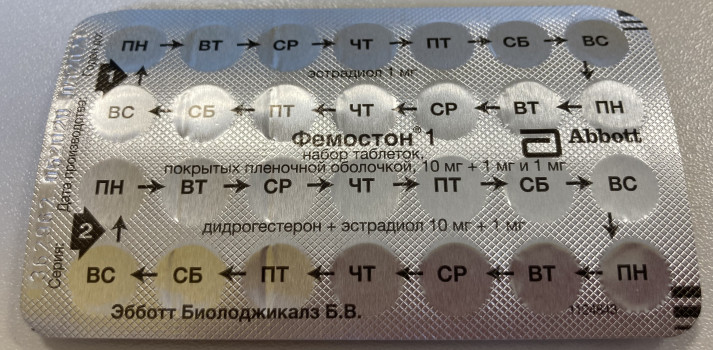 Годен до:
ПН → ВТ → СР → ЧТ → ПТ → СБ → ВС
1
эстрадиол 1 мг
ВС ← СБ ← ПТ ← ЧТ ← СР ← ВТ ← ПН
Фемостон® 1
Abbott
набор таблеток,
покрытых пленочной оболочкой, 10 мг + 1 мг и 1 мг
Дата производства:
ПН → ВТ → СР → ЧТ → ПТ → СБ → ВС
2
дидрогестерон + эстрадиол 10 мг + 1 мг
Серия:
ВС ← СБ ← ПТ ← ЧТ ← СР ← ВТ ← ПН
Эбботт Биолоджикалз Б.В.